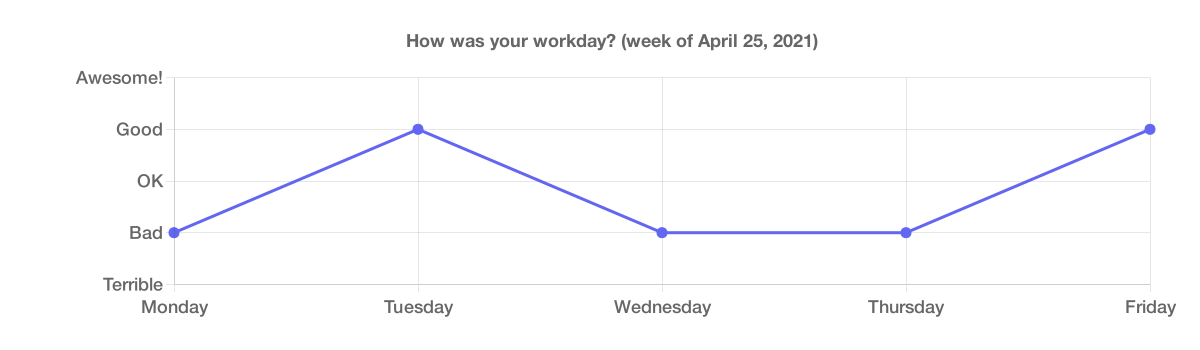 How was your workday? (week of April 25, 2021)
Awesome!
Good
OK
Bad
Terrible
Monday Tuesday Wednesday Thursday Friday